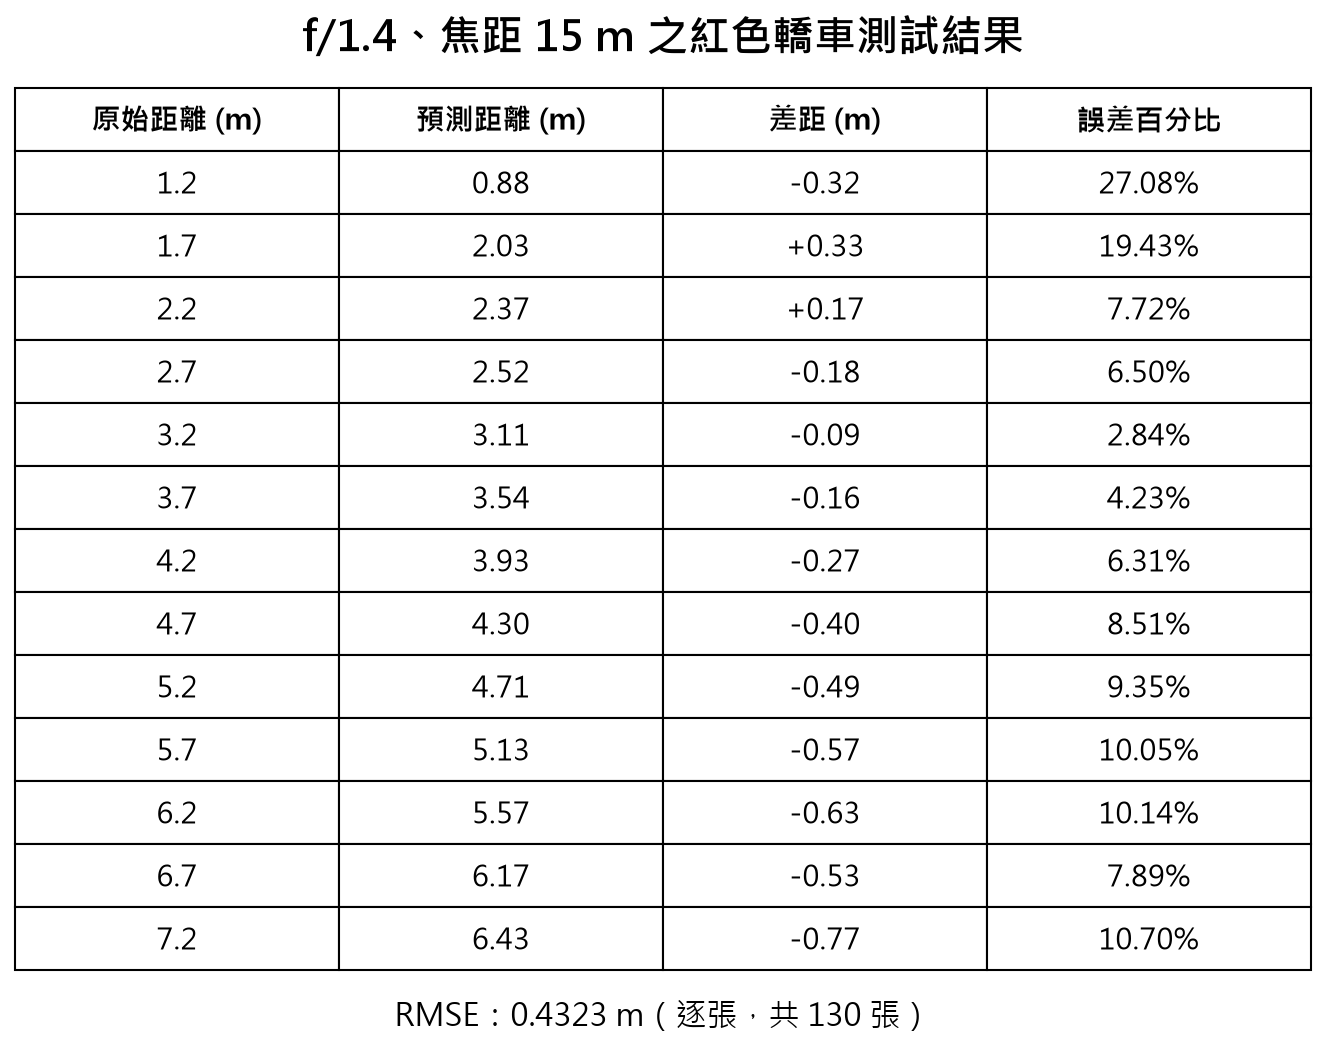 f/1.4、焦距 15 m 之紅色轎車測試結果
原始距離 (m) 預測距離 (m) 差距 (m) 誤差百分比
1.2 0.88 -0.32 27.08%
1.7 2.03 +0.33 19.43%
2.2 2.37 +0.17 7.72%
2.7 2.52 -0.18 6.50%
3.2 3.11 -0.09 2.84%
3.7 3.54 -0.16 4.23%
4.2 3.93 -0.27 6.31%
4.7 4.30 -0.40 8.51%
5.2 4.71 -0.49 9.35%
5.7 5.13 -0.57 10.05%
6.2 5.57 -0.63 10.14%
6.7 6.17 -0.53 7.89%
7.2 6.43 -0.77 10.70%
RMSE：0.4323 m（逐張，共 130 張）